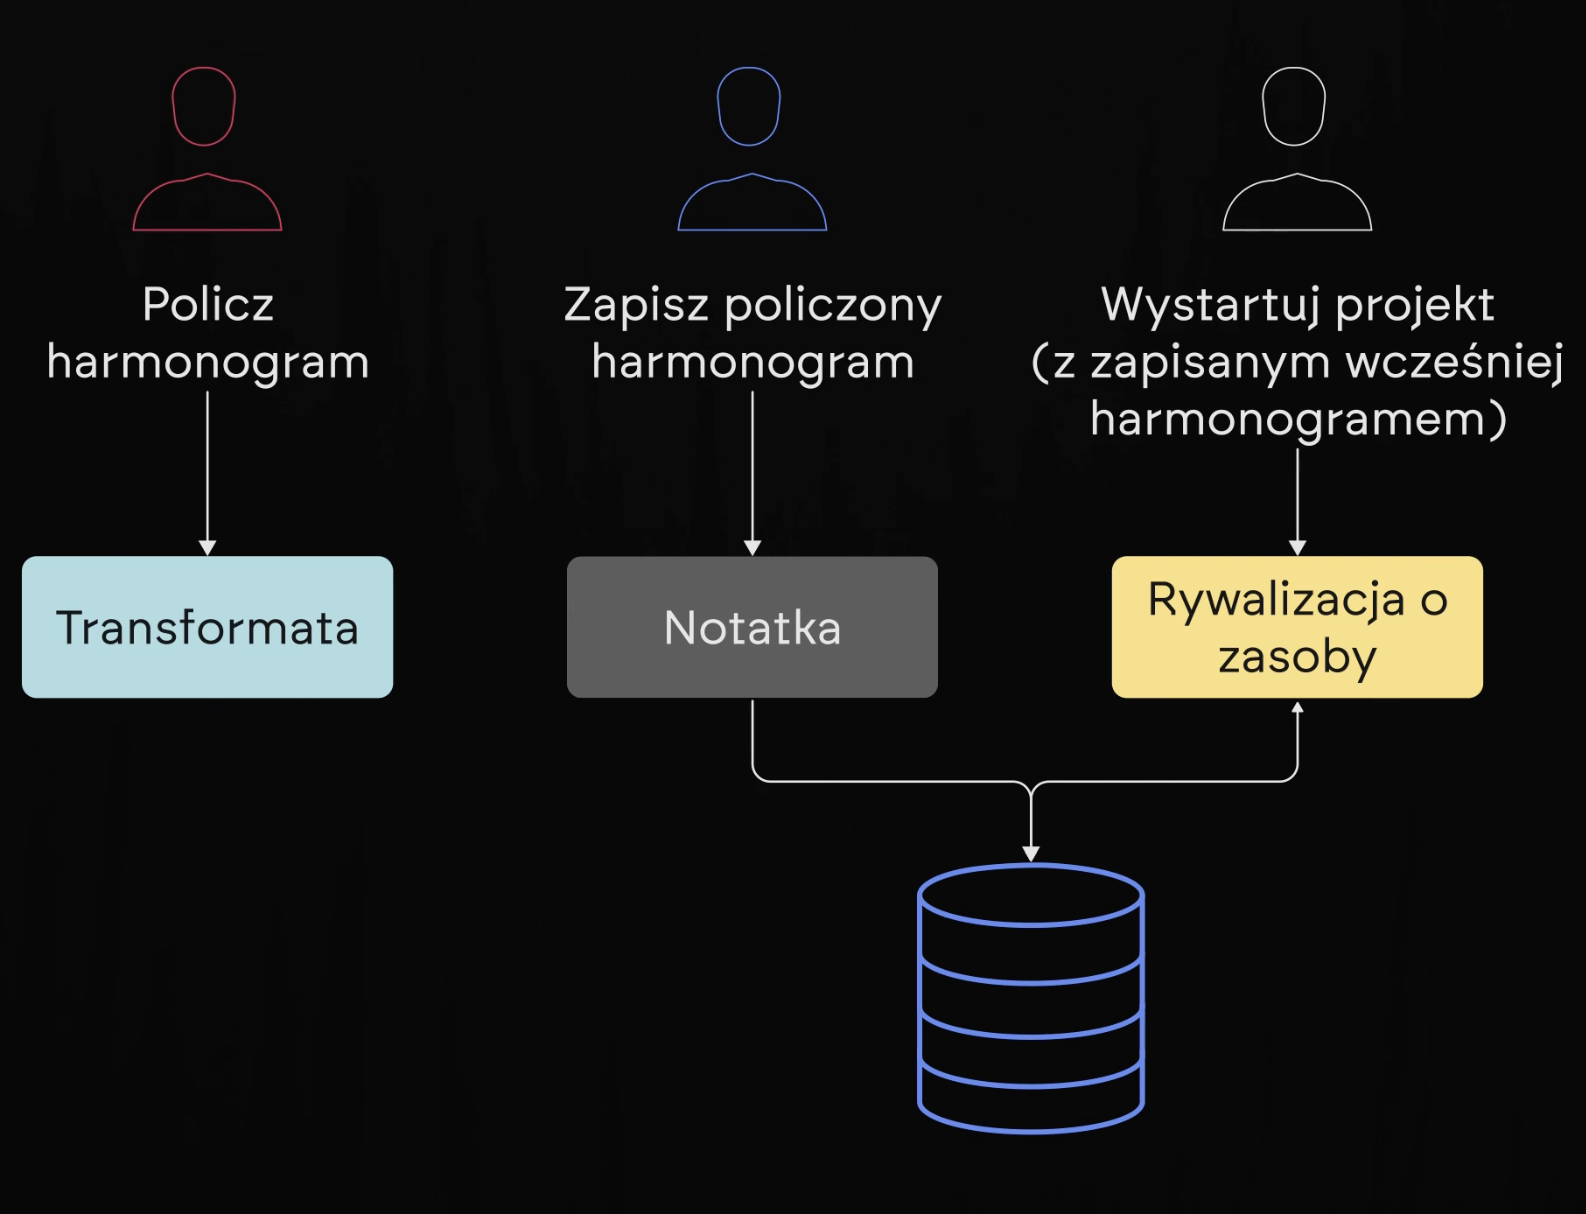 Policz
harmonogram
Zapisz policzony
harmonogram
Wystartuj projekt
(z zapisanym wcześniej
harmonogramem)
Transformata
Notatka
Rywalizacja o
zasoby